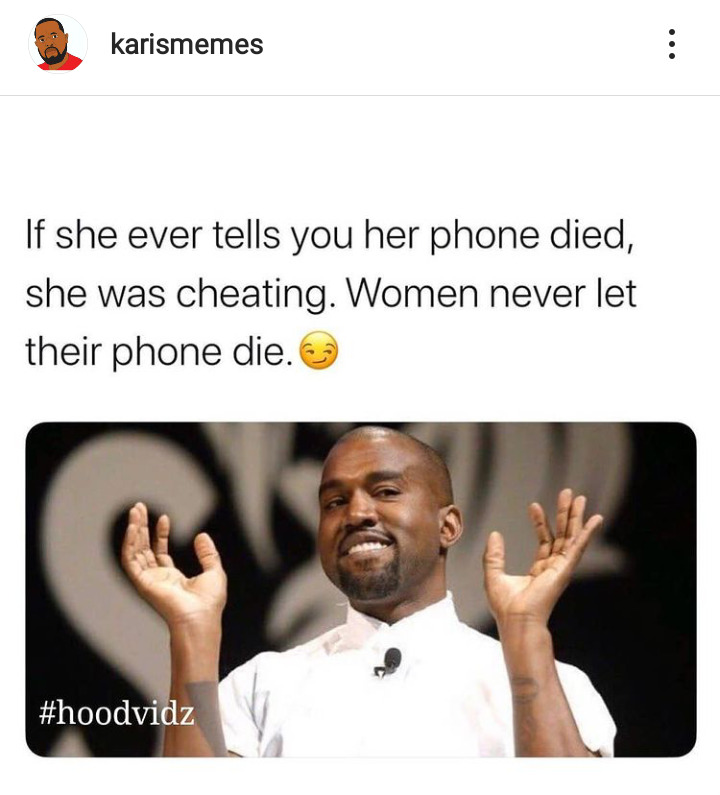 karismemes
If she ever tells you her phone died,
she was cheating. Women never let
their phone die.😏
#hoodvidz